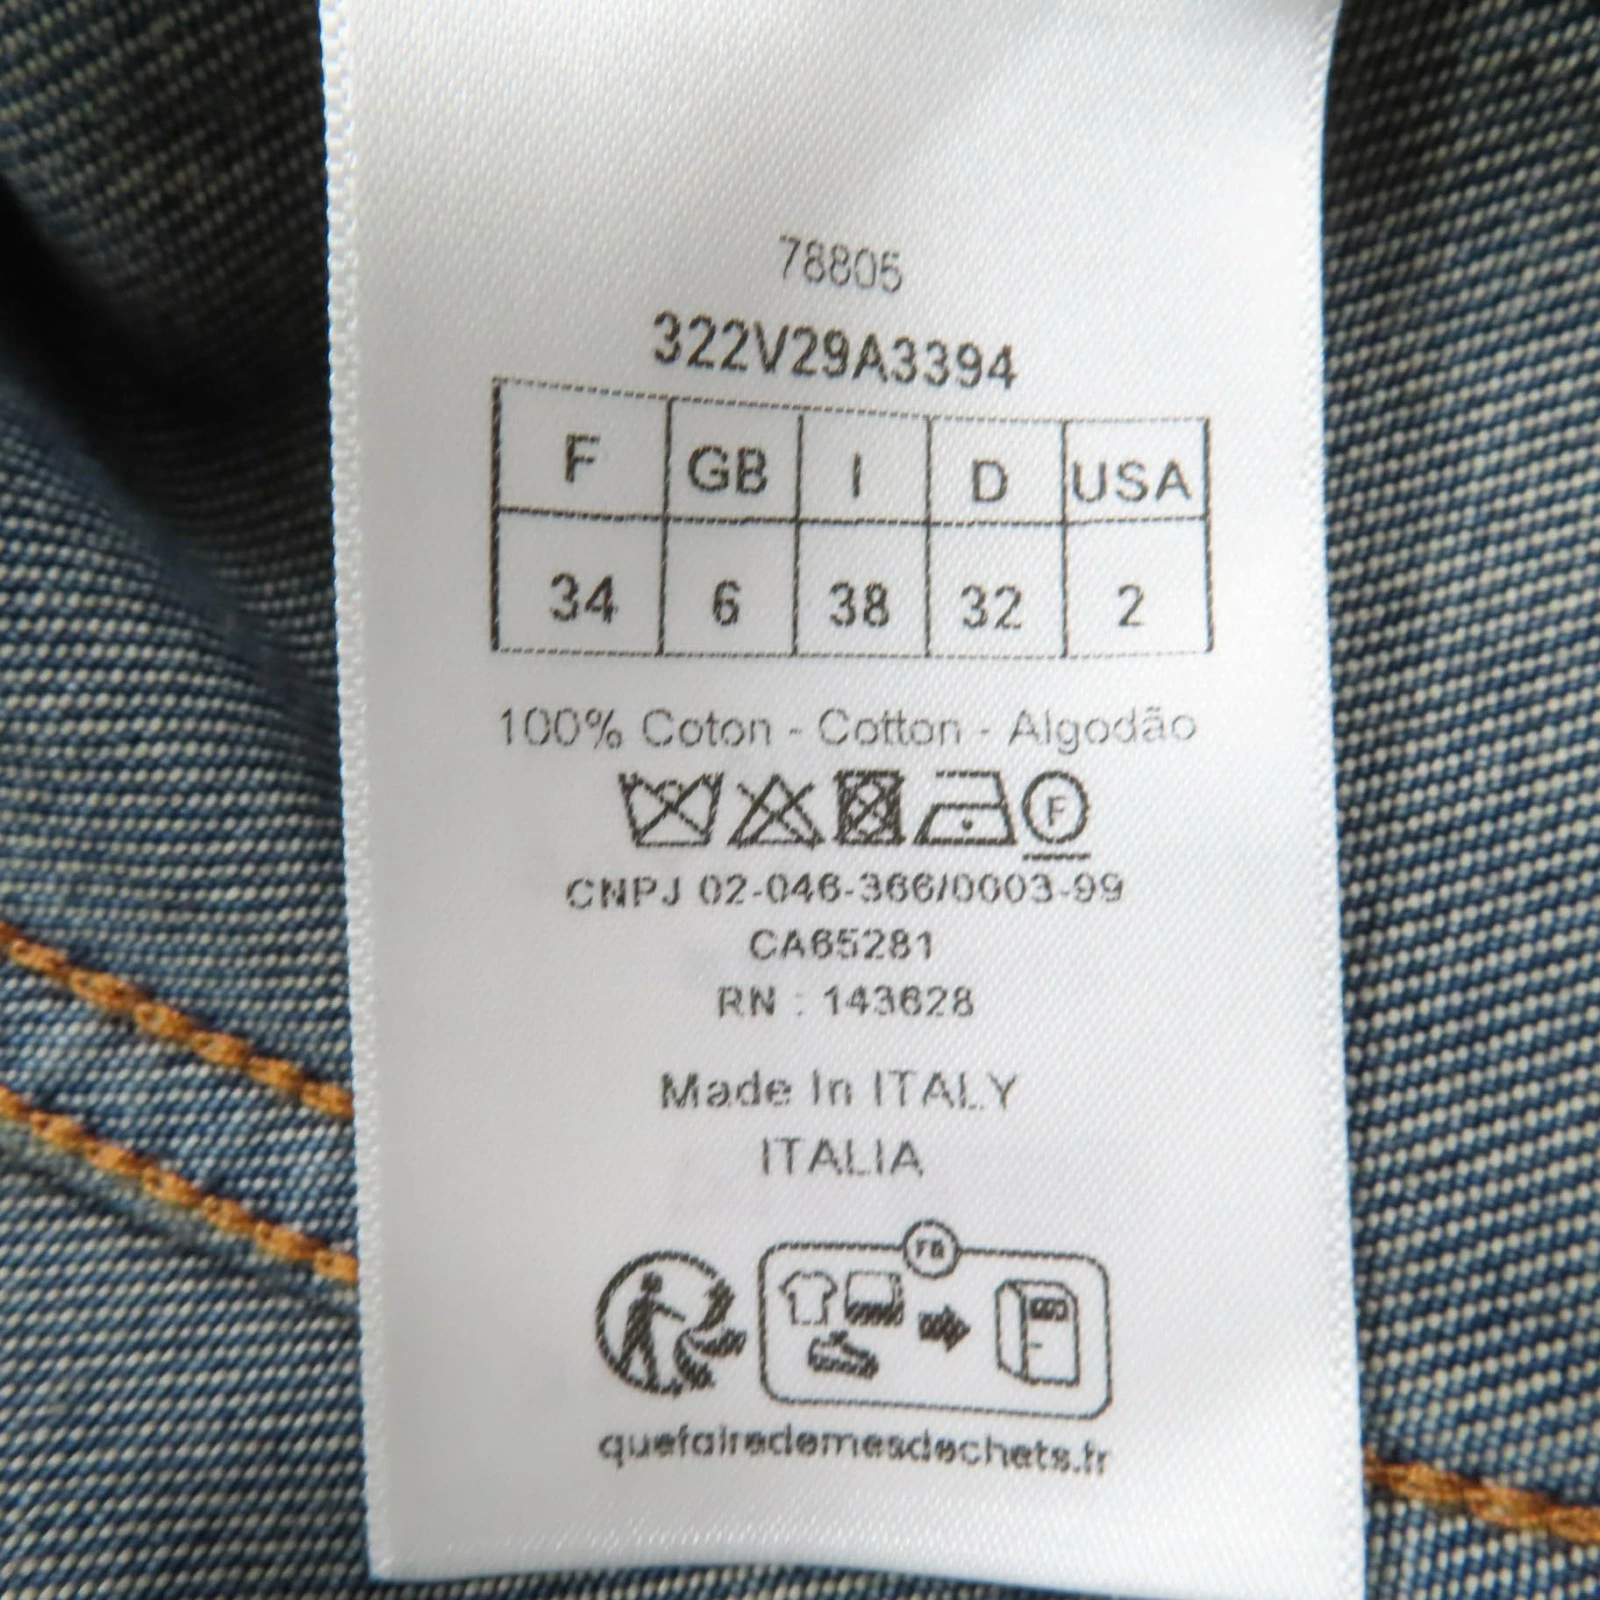 78805
322V29A3394
F GB I D USA
34 6 38 32 2
100% Coton - Cotton - Algodão
F
CNPJ 02-046-366/0003-99
CA65281
RN : 143628
Made In ITALY
ITALIA
FR
quefairedemesdechets.fr